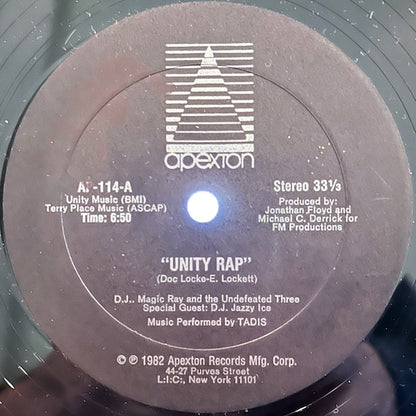 apexton
AP-114-A
Unity Music (BMI)
Terry Place Music (ASCAP)
Time: 6:50
Stereo 33⅓
Produced by:
Jonathan Floyd and
Michael C. Derrick for
FM Productions
"UNITY RAP"
(Doc Locke-E. Lockett)
D.J.. Magic Ray and the Undefeated Three
Special Guest: D.J. Jazzy Ice
Music Performed by TADIS
© ℗ 1982 Apexton Records Mfg. Corp.
44-27 Purves Street
L.I.C., New York 11101